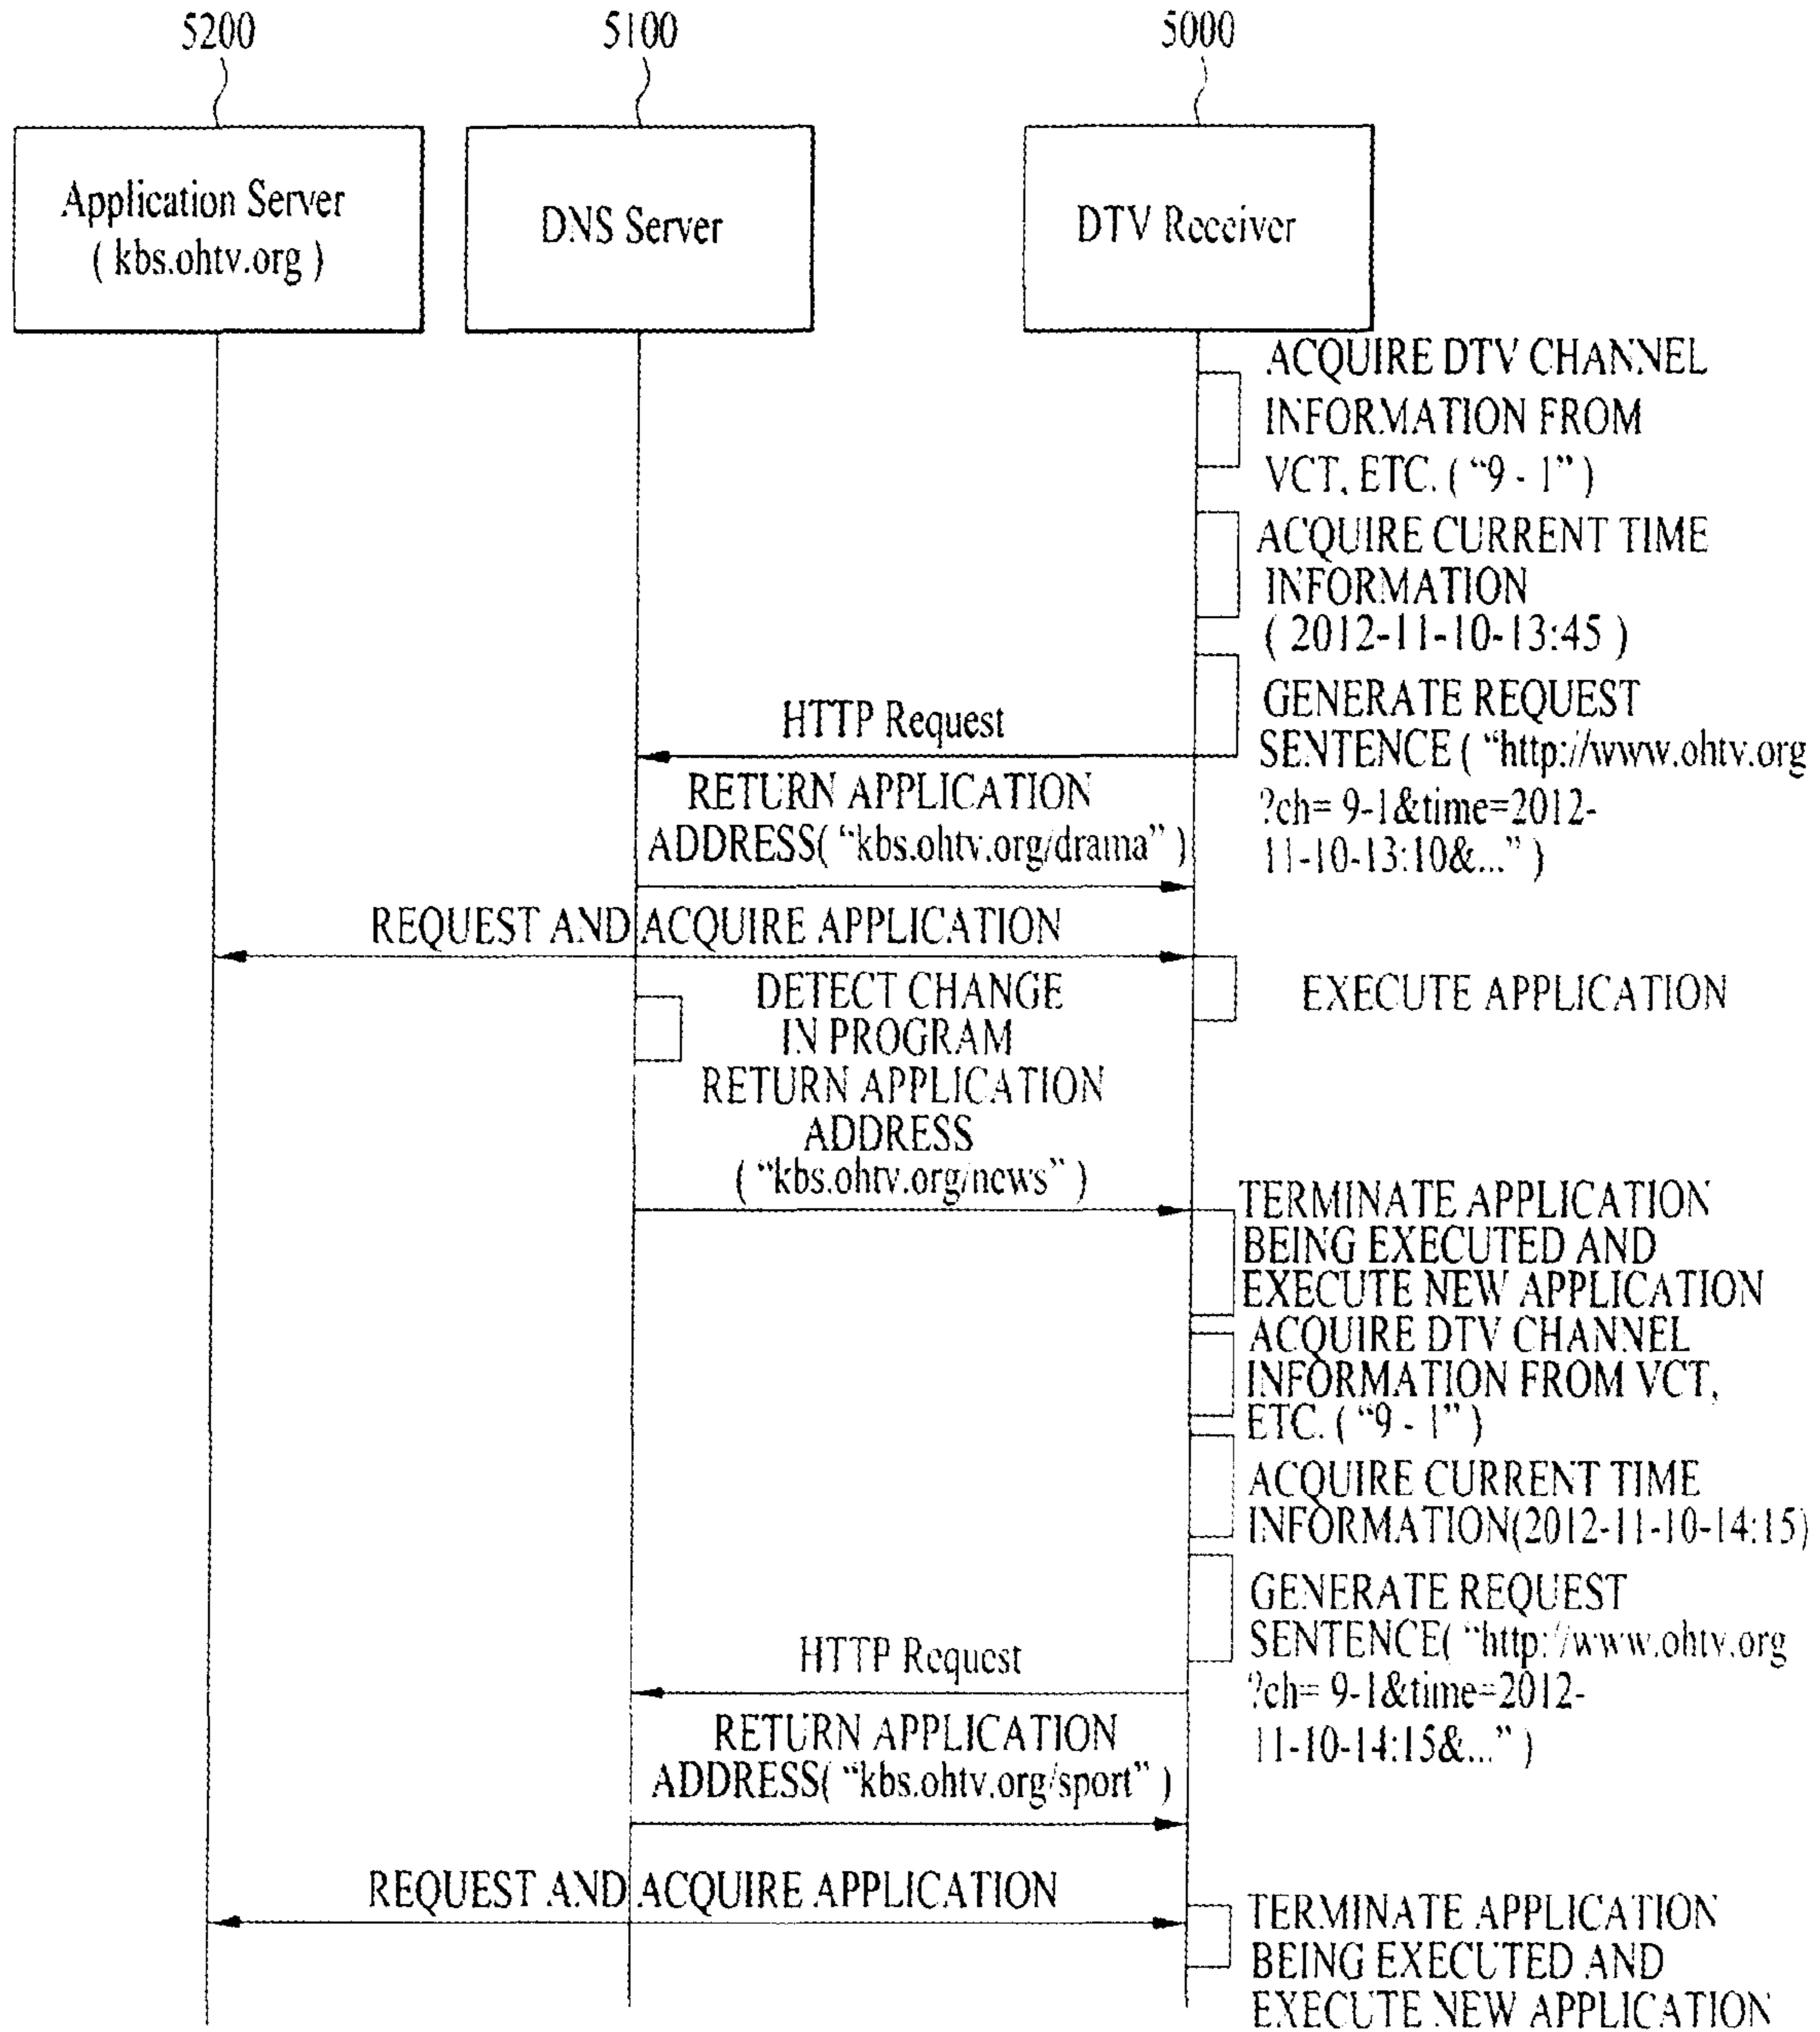 5200
5100
5000
Application Server
( kbs.ohtv.org )
DNS Server
DTV Receiver
ACQUIRE DTV CHANNEL
INFORMATION FROM
VCT, ETC. ( “9 - 1” )
ACQUIRE CURRENT TIME
INFORMATION
( 2012-11-10-13:45 )
GENERATE REQUEST
SENTENCE ( “http://www.ohtv.org
?ch= 9-1&time=2012-
11-10-13:10&...” )
HTTP Request
RETURN APPLICATION
ADDRESS( “kbs.ohtv.org/drama” )
REQUEST AND ACQUIRE APPLICATION
EXECUTE APPLICATION
DETECT CHANGE
IN PROGRAM
RETURN APPLICATION
ADDRESS
( “kbs.ohtv.org/news” )
TERMINATE APPLICATION
BEING EXECUTED AND
EXECUTE NEW APPLICATION
ACQUIRE DTV CHANNEL
INFORMATION FROM VCT,
ETC. ( “9 - 1” )
ACQUIRE CURRENT TIME
INFORMATION(2012-11-10-14:15)
GENERATE REQUEST
SENTENCE( “http://www.ohtv.org
?ch= 9-1&time=2012-
11-10-14:15&...” )
HTTP Request
RETURN APPLICATION
ADDRESS( “kbs.ohtv.org/sport” )
REQUEST AND ACQUIRE APPLICATION
TERMINATE APPLICATION
BEING EXECUTED AND
EXECUTE NEW APPLICATION